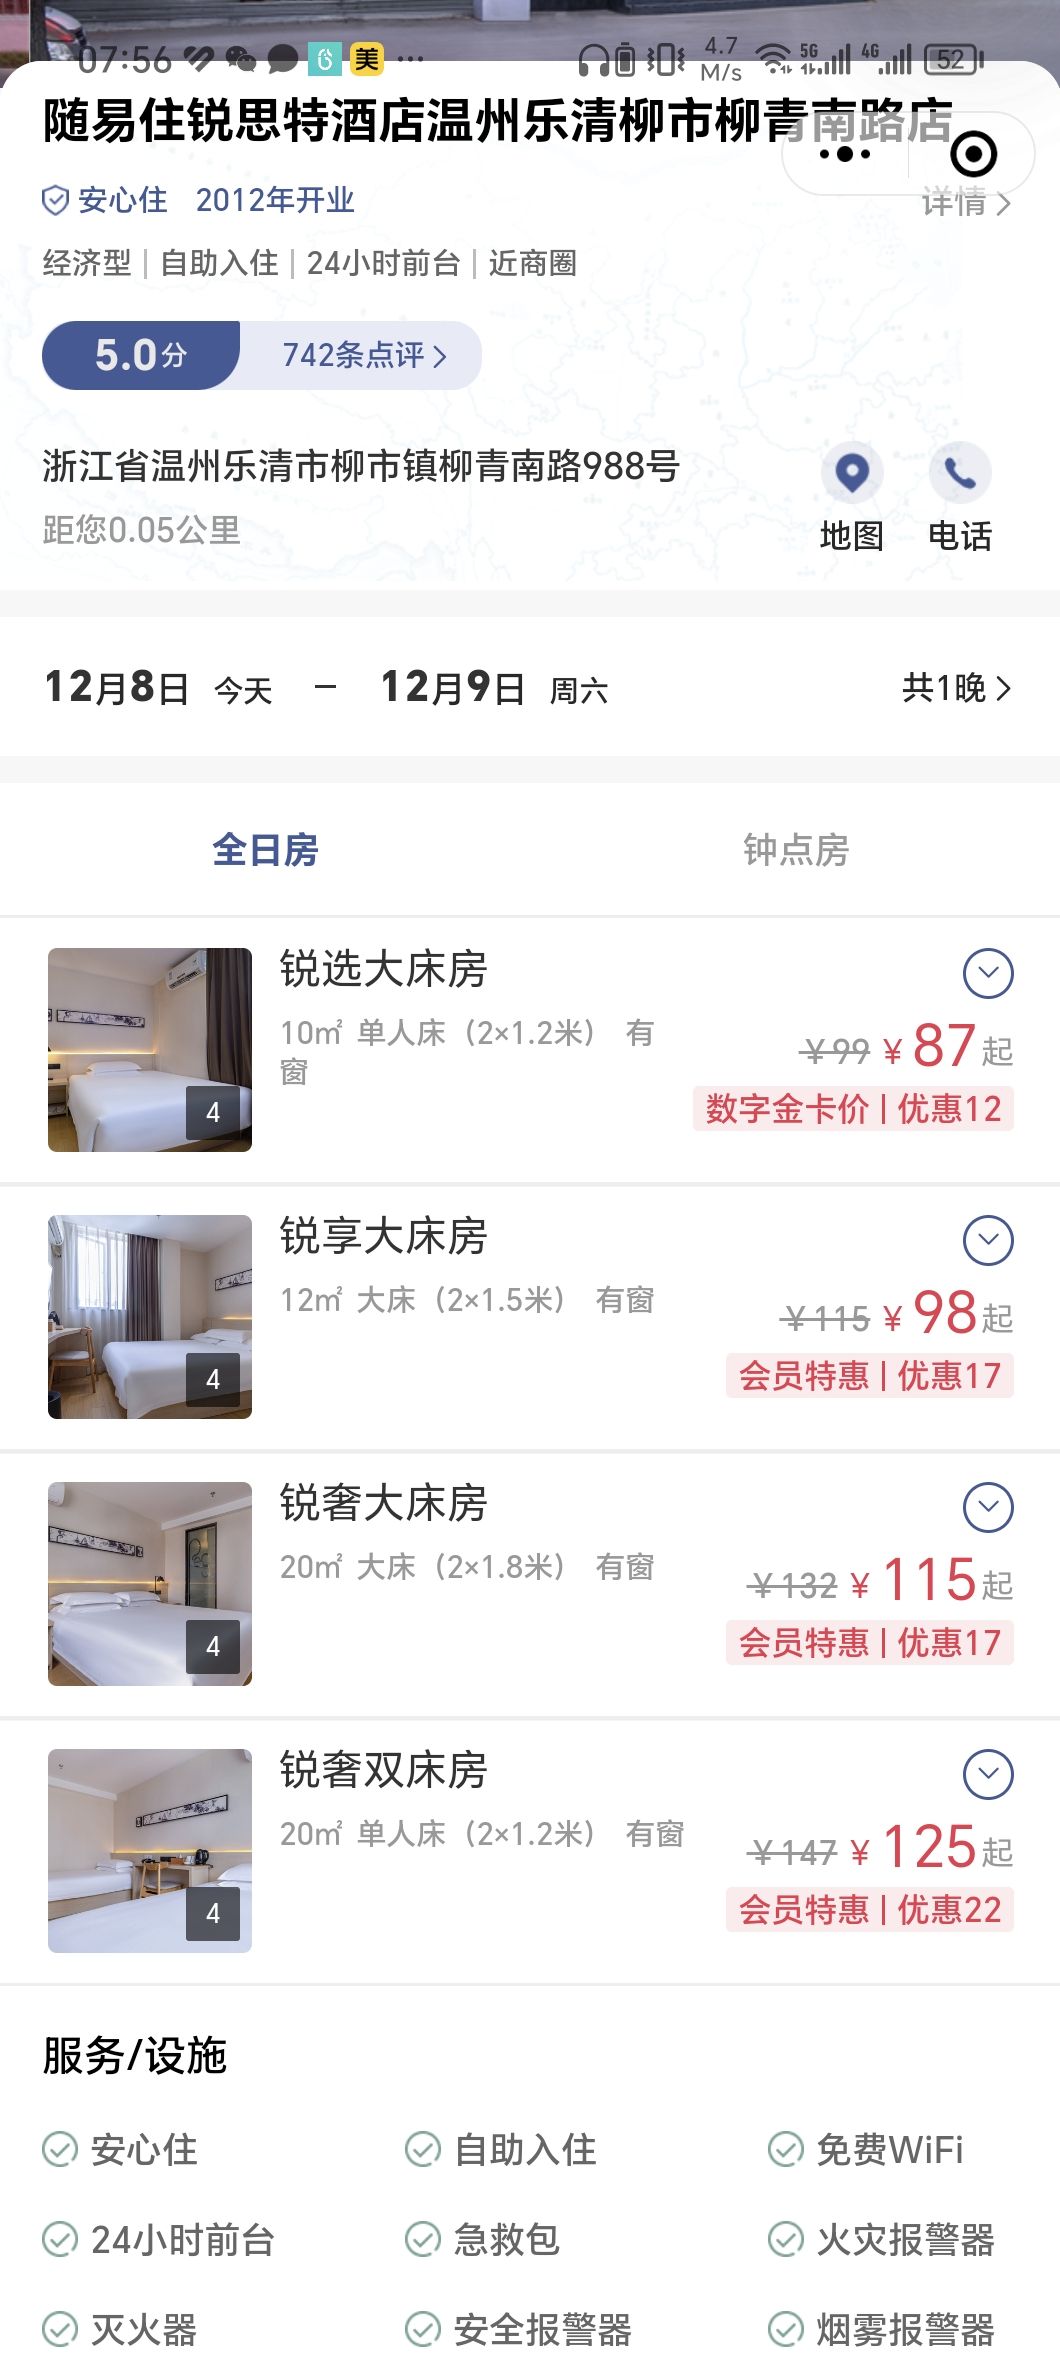 07:56 美 ··· 4.7 M/s 5G 4G 52
随易住锐思特酒店温州乐清柳市柳青南路店
安心住 2012年开业 详情
经济型 | 自助入住 | 24小时前台 | 近商圈
5.0分 742条点评
浙江省温州乐清市柳市镇柳青南路988号
距您0.05公里
地图 电话
12月8日 今天 – 12月9日 周六 共1晚
全日房 钟点房
锐选大床房
10㎡ 单人床（2×1.2米） 有
窗
¥99 ¥87起
数字金卡价 | 优惠12
4
锐享大床房
12㎡ 大床（2×1.5米） 有窗
¥115 ¥98起
会员特惠 | 优惠17
4
锐奢大床房
20㎡ 大床（2×1.8米） 有窗
¥132 ¥115起
会员特惠 | 优惠17
4
锐奢双床房
20㎡ 单人床（2×1.2米） 有窗
¥147 ¥125起
会员特惠 | 优惠22
4
服务/设施
安心住 自助入住 免费WiFi
24小时前台 急救包 火灾报警器
灭火器 安全报警器 烟雾报警器